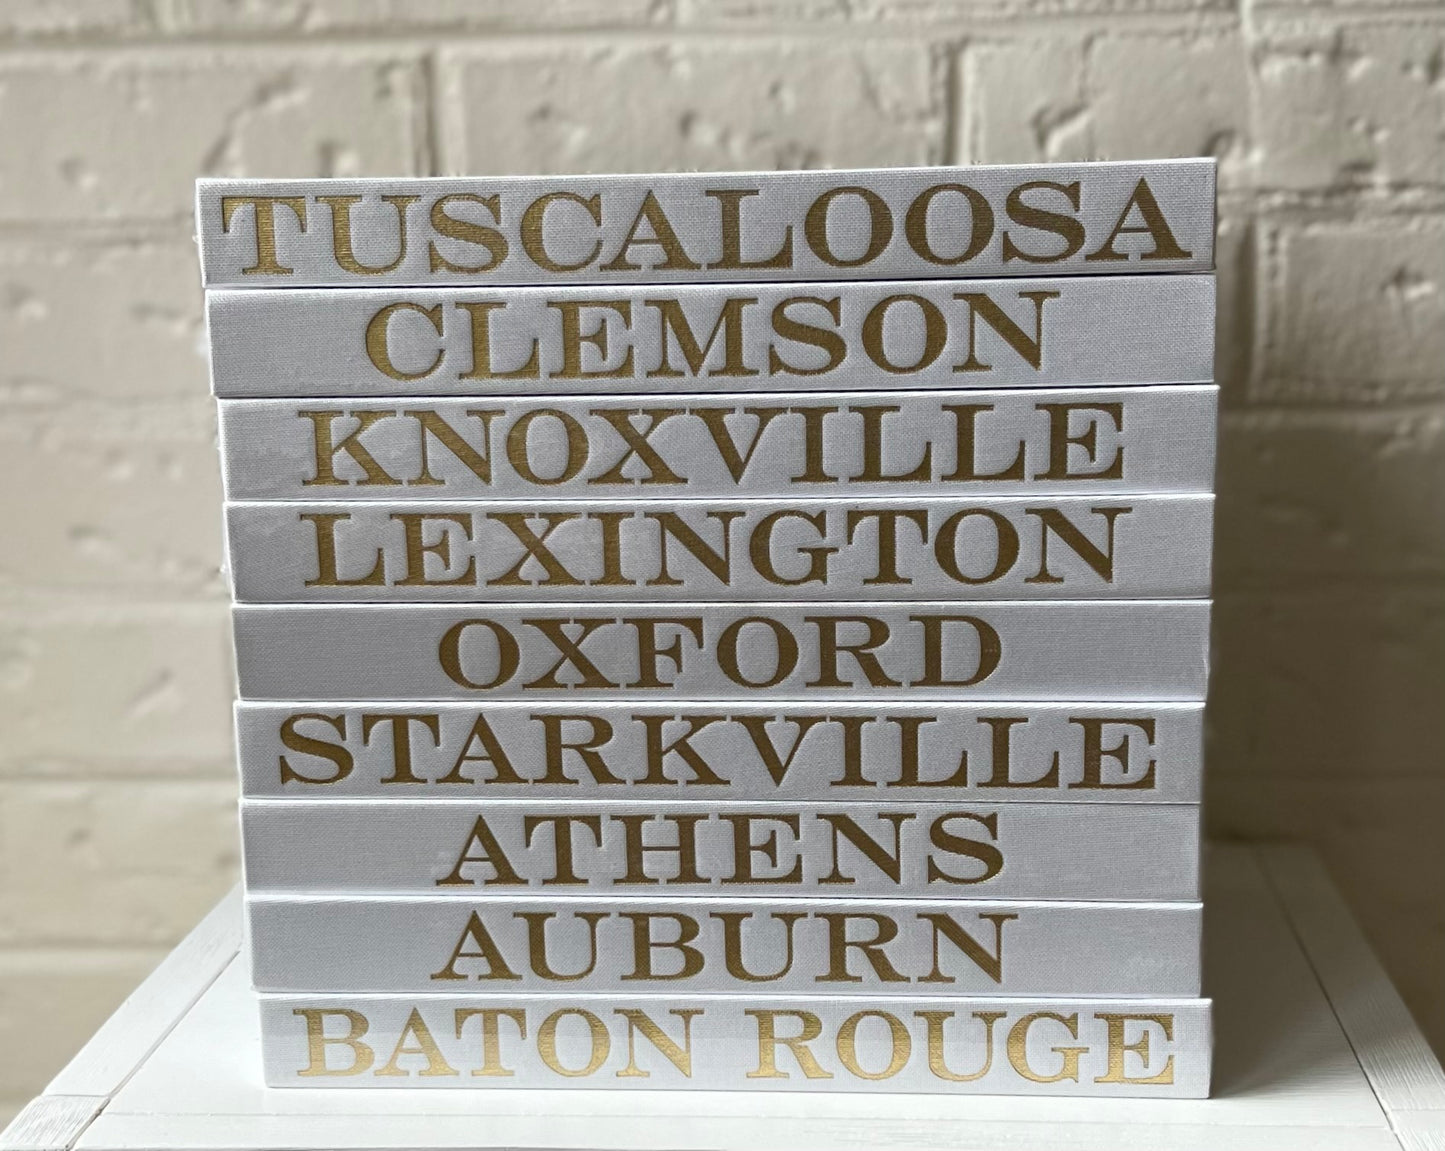 TUSCALOOSA
CLEMSON
KNOXVILLE
LEXINGTON
OXFORD
STARKVILLE
ATHENS
AUBURN
BATON ROUGE